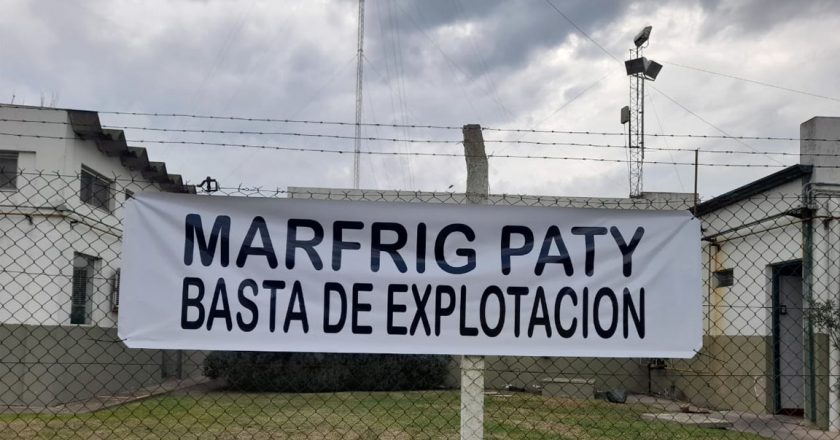 MARFRIG PATY
BASTA DE EXPLOTACION